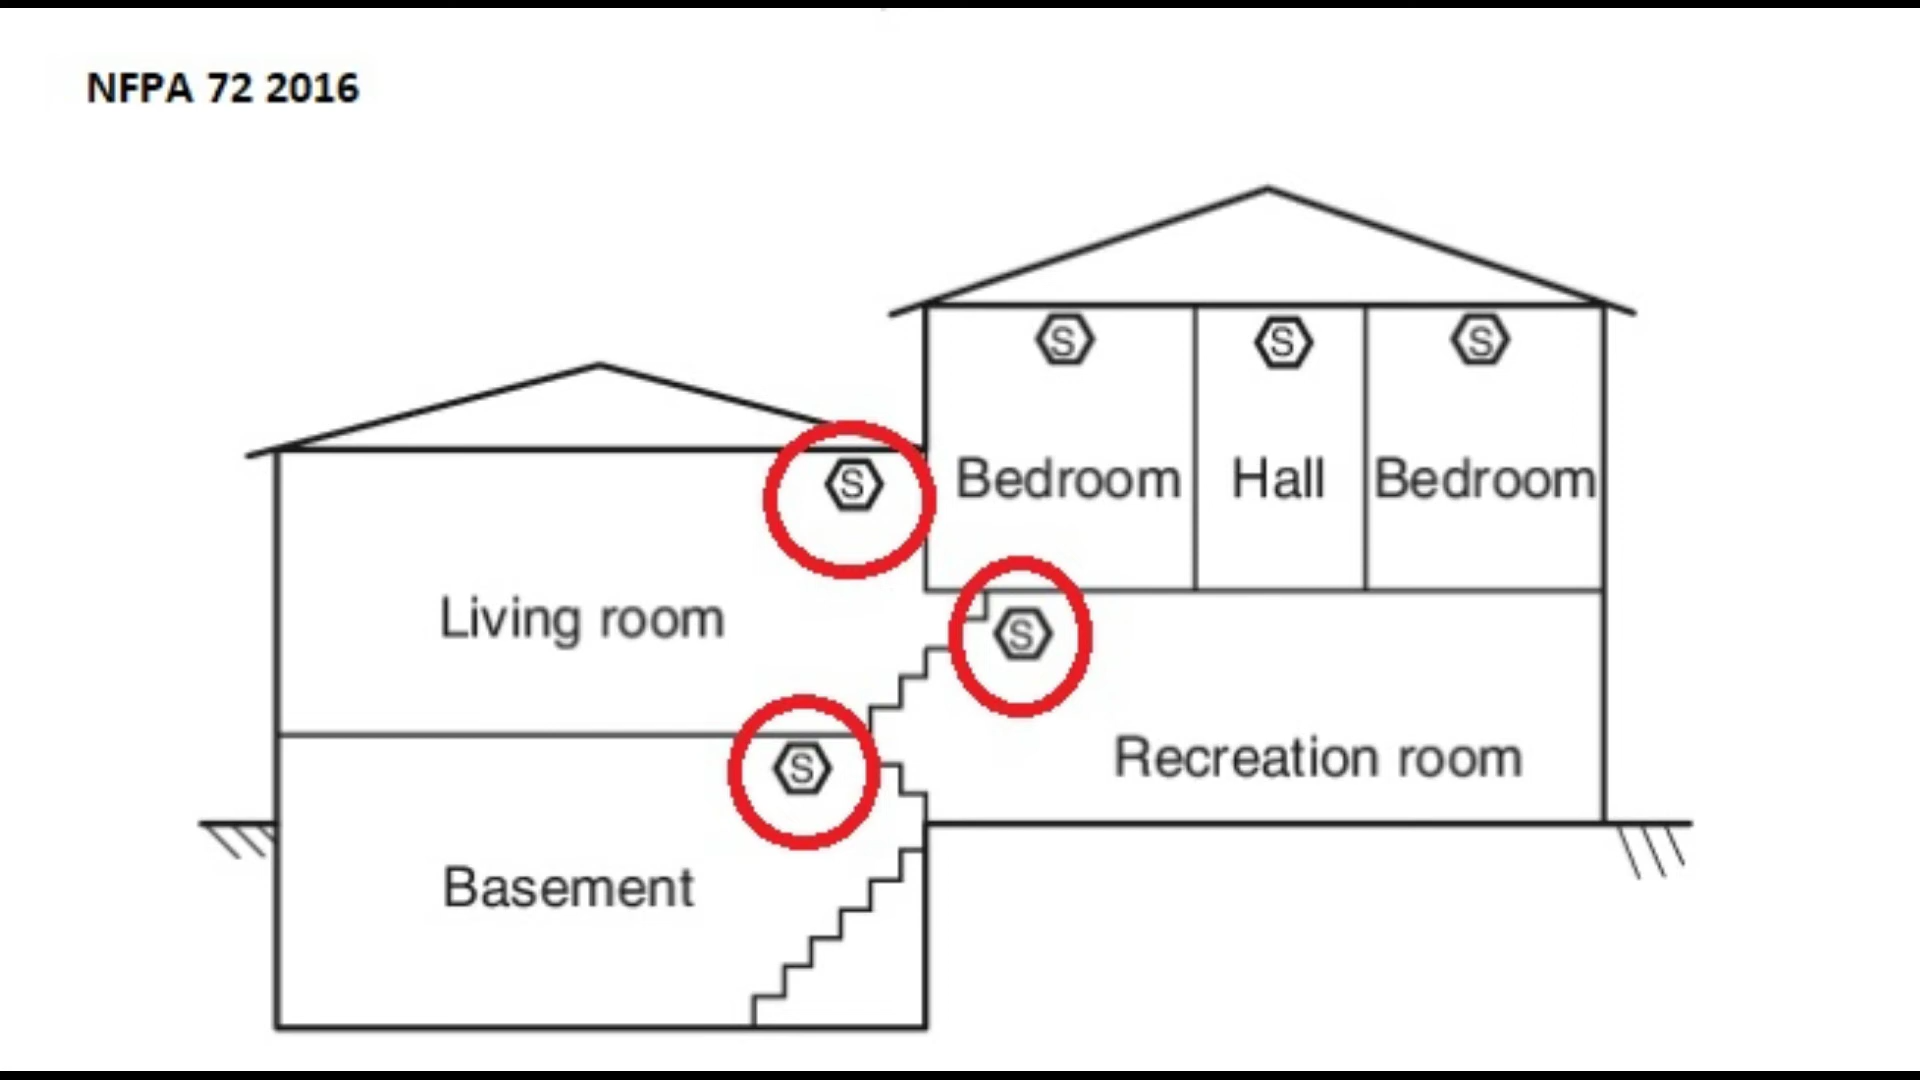 NFPA 72 2016
S S S
S
Bedroom Hall Bedroom
Living room
S
S
Recreation room
Basement